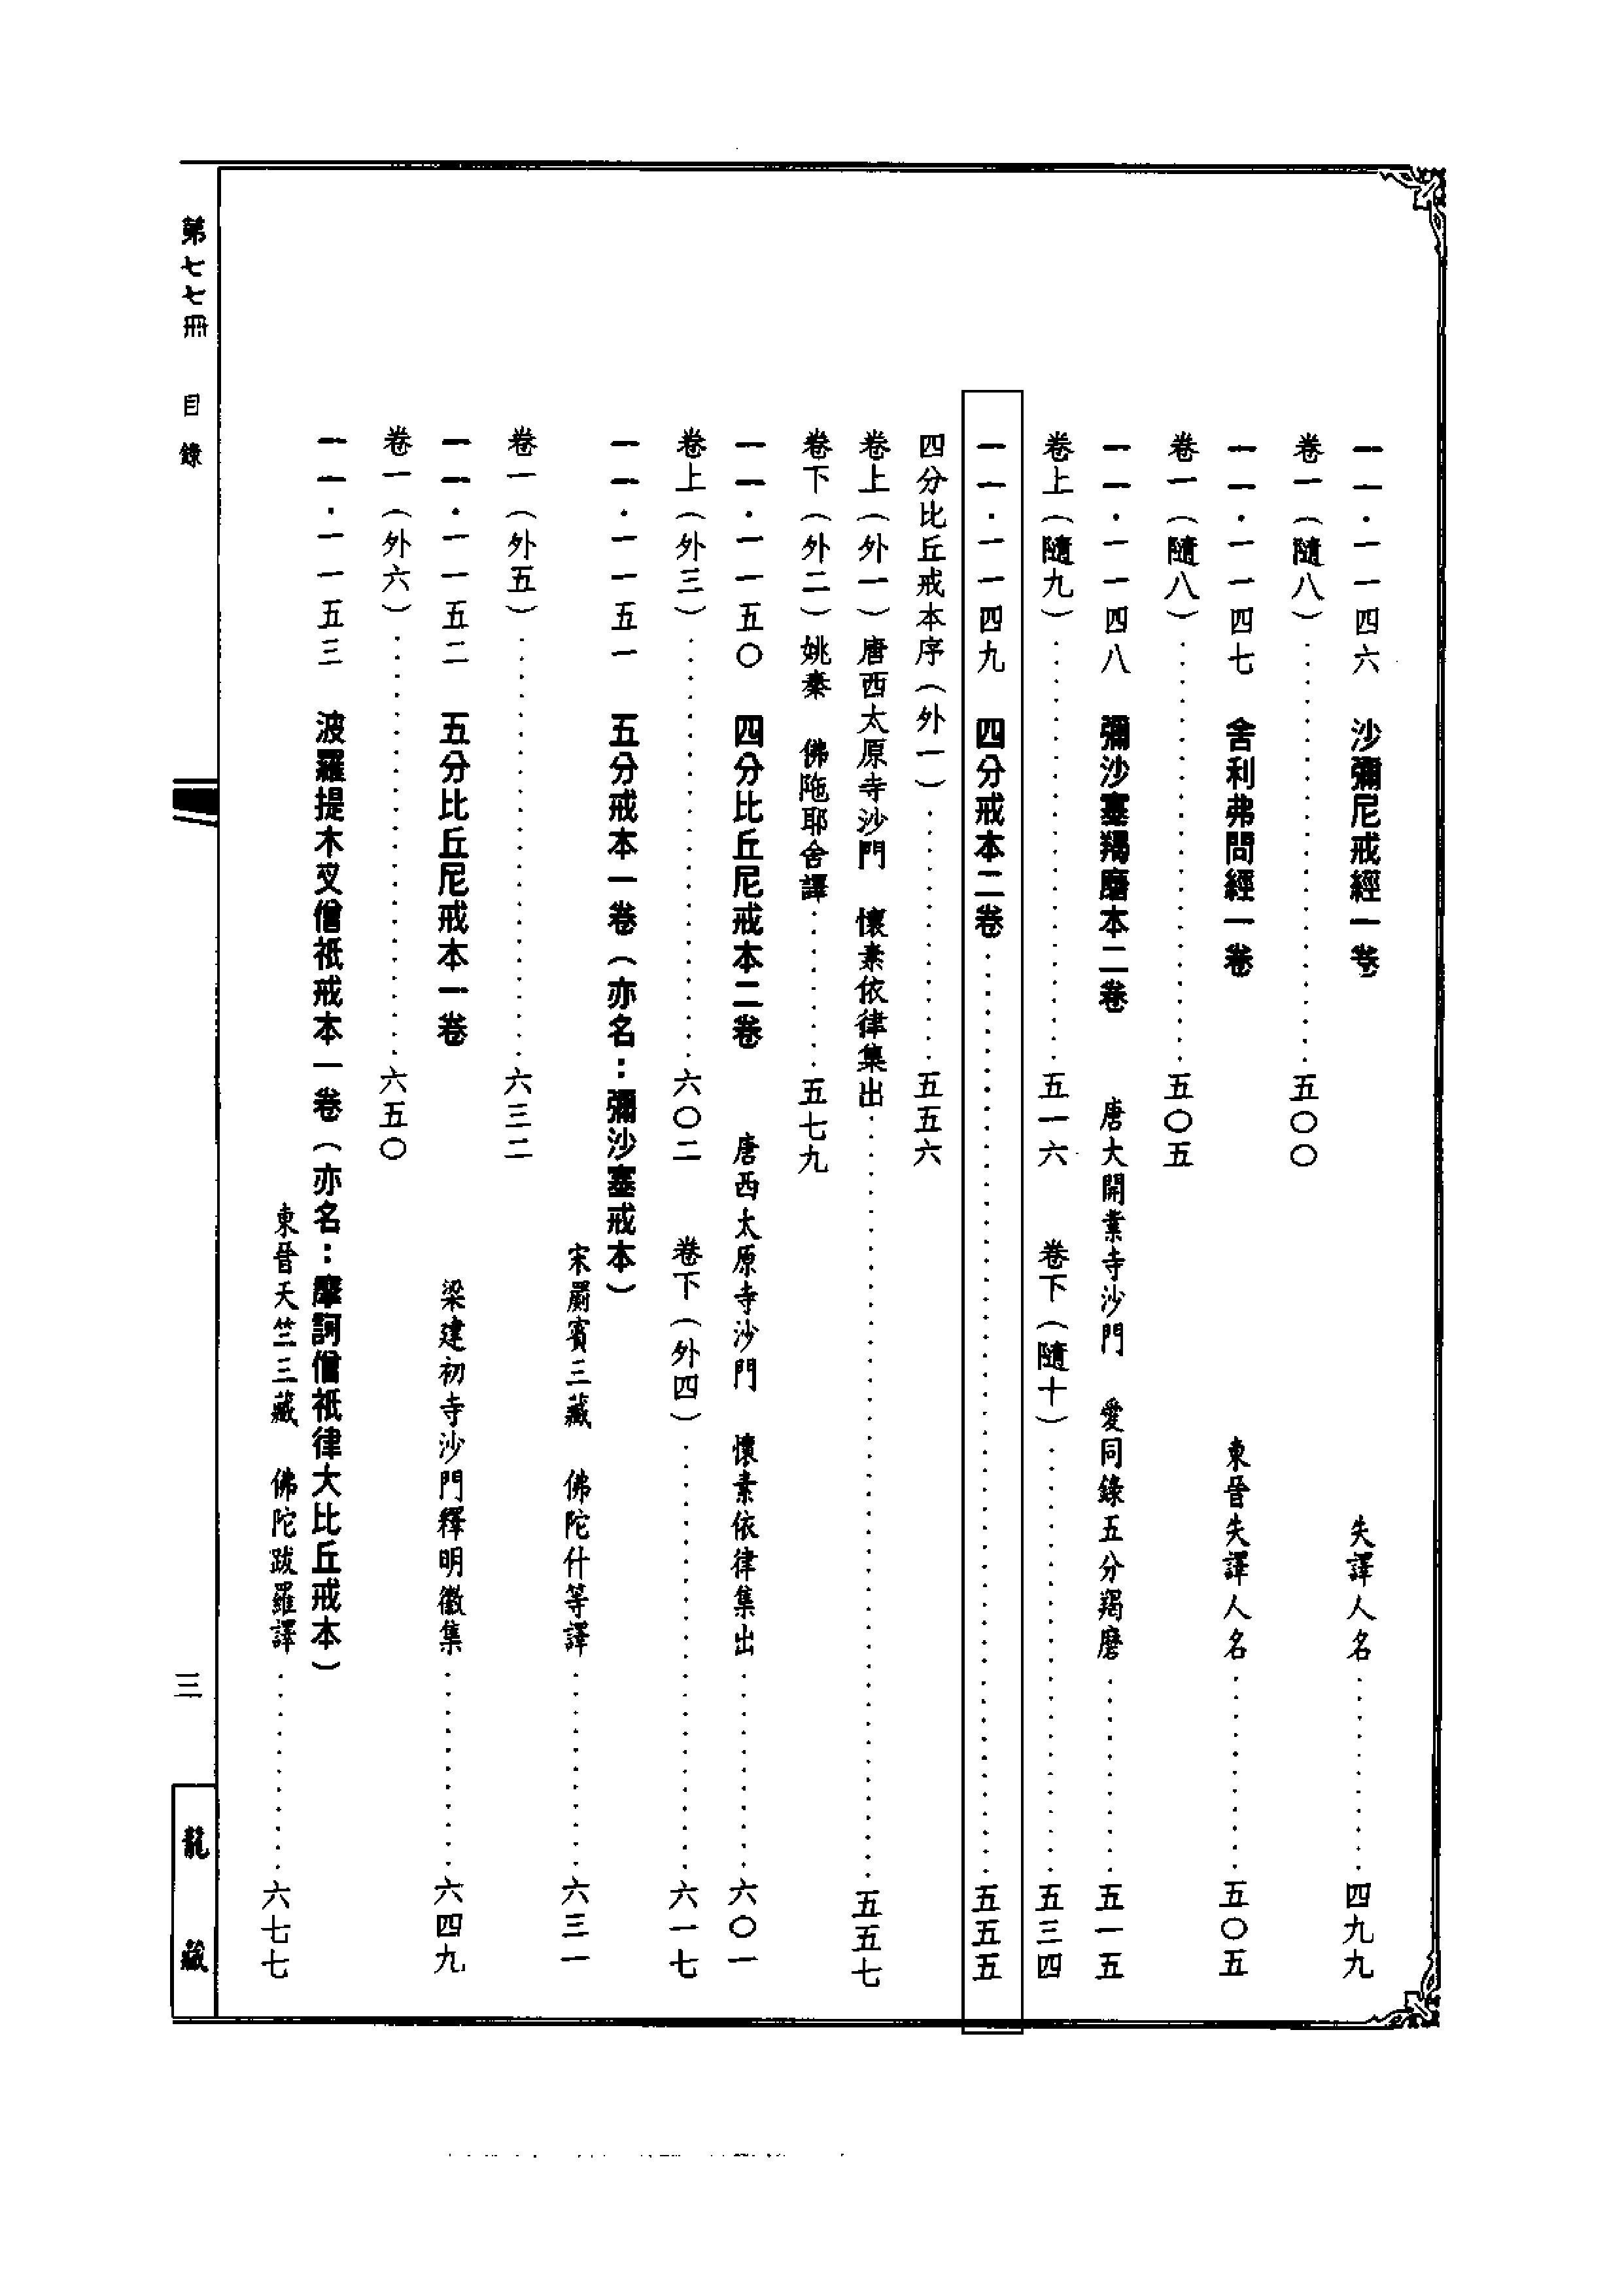 一一·一一四六 沙彌尼戒經一卷 失譯人名…………四九九
卷一（隨八）…………五〇〇
一一·一一四七 舍利弗問經一卷 東晉失譯人名…………五〇五
卷一（隨八）…………五〇五
一一·一一四八 彌沙塞羯磨本二卷 唐大開業寺沙門 愛同錄五分羯磨…………五一五
卷上（隨九）…………五一六 卷下（隨十）…………五三四
一一·一一四九 四分戒本二卷…………五五五
四分比丘戒本序（外一）…………五五六
卷上（外一）唐西太原寺沙門 懷素依律集出…………五五七
卷下（外二）姚秦 佛陁耶舍譯…………五七九
一一·一一五〇 四分比丘尼戒本二卷 唐西太原寺沙門 懷素依律集出…………六〇一
卷上（外三）…………六〇二 卷下（外四）…………六一七
一一·一一五一 五分戒本一卷（亦名：彌沙塞戒本）
宋罽賓三藏 佛陀什等譯…………六三一
卷一（外五）…………六三二
一一·一一五二 五分比丘尼戒本一卷 梁建初寺沙門釋明徽集…………六四九
卷一（外六）…………六五〇
一一·一一五三 波羅提木叉僧祇戒本一卷（亦名：摩訶僧祇律大比丘戒本）
東晉天竺三藏 佛陀跋羅譯…………六七七
第七七冊 目錄
三
龍藏